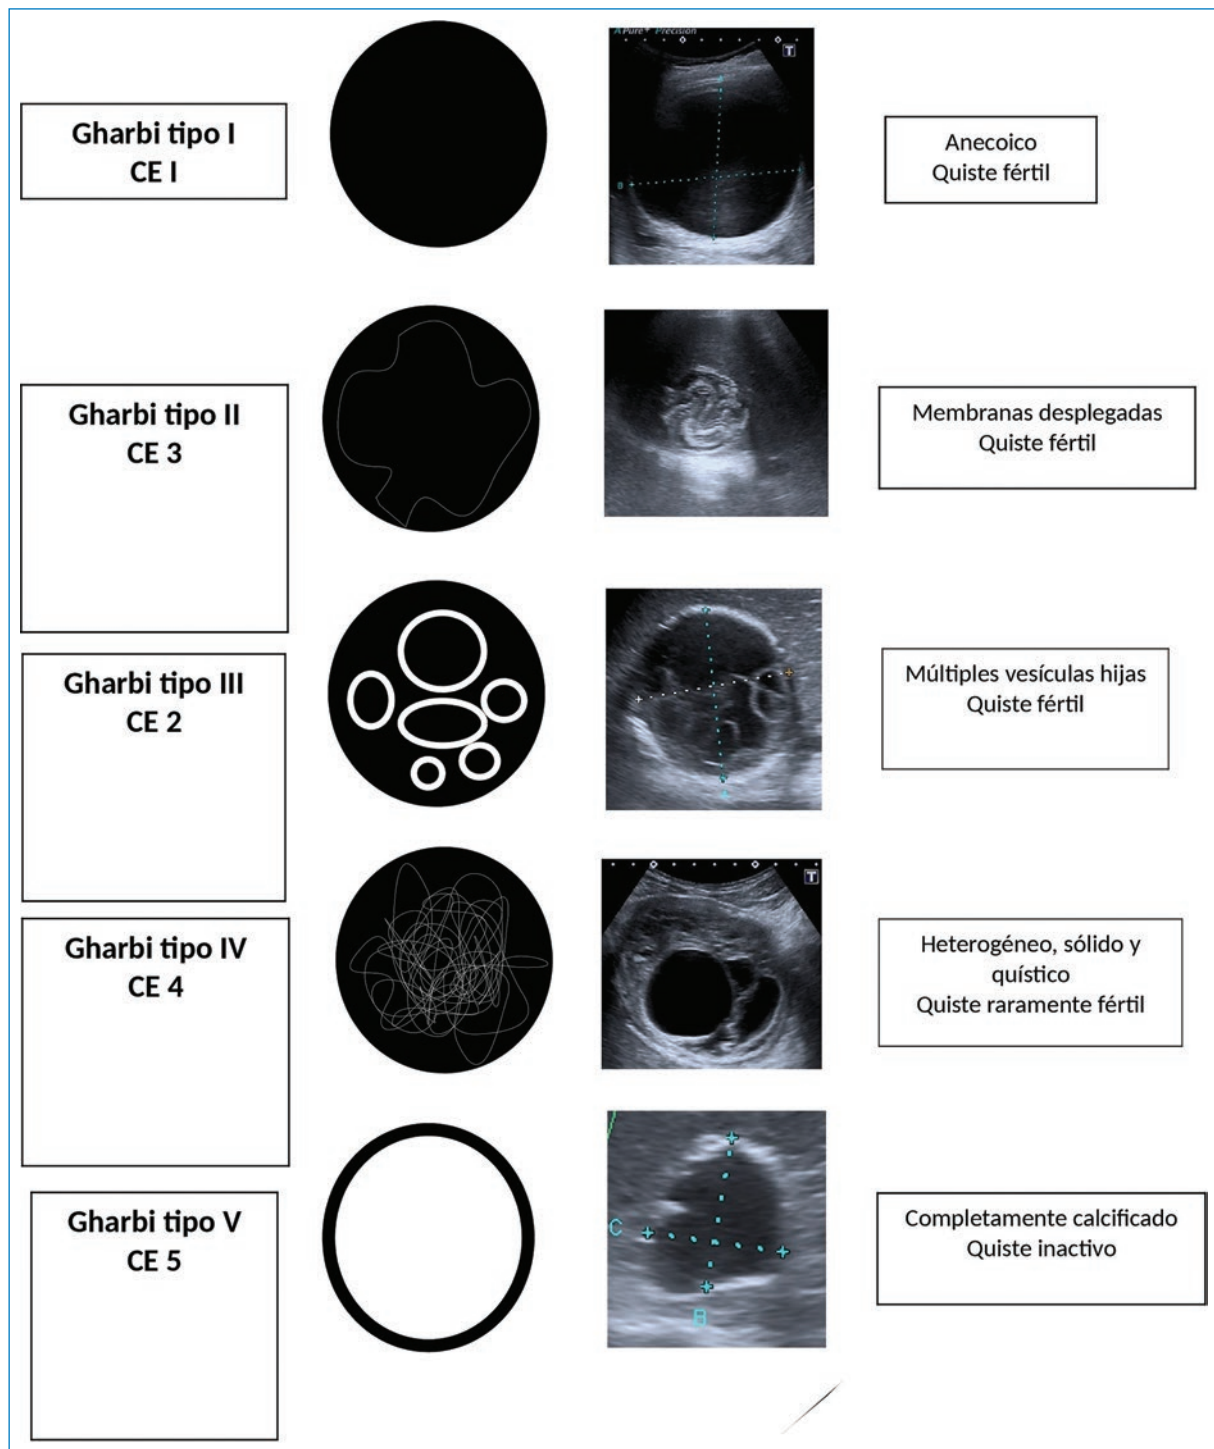 Gharbi tipo I
CE I
A Pure+ Precision
T
B
Anecoico
Quiste fértil
Gharbi tipo II
CE 3
Membranas desplegadas
Quiste fértil
Gharbi tipo III
CE 2
Múltiples vesículas hijas
Quiste fértil
Gharbi tipo IV
CE 4
T
Heterogéneo, sólido y
quístico
Quiste raramente fértil
Gharbi tipo V
CE 5
C
B
Completamente calcificado
Quiste inactivo